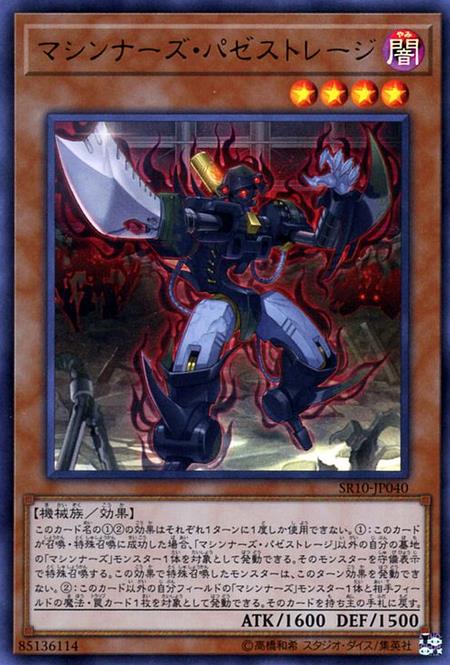 マシンナーズ・パゼストレージ
闇
やみ
SR10-JP040
【機械族／効果】
このカード名の①②の効果はそれぞれ１ターンに１度しか使用できない。①：このカード
が召喚・特殊召喚に成功した場合、「マシンナーズ・パゼストレージ」以外の自分の墓地
の「マシンナーズ」モンスター１体を対象として発動できる。そのモンスターを守備表示
で特殊召喚する。この効果で特殊召喚したモンスターは、このターン効果を発動できな
い。②：このカード以外の自分フィールドの「マシンナーズ」モンスター１体と相手フィー
ルドの魔法・罠カード１枚を対象として発動できる。そのカードを持ち主の手札に戻す。
ATK/1600 DEF/1500
85136114
©高橋和希 スタジオ・ダイス/集英社